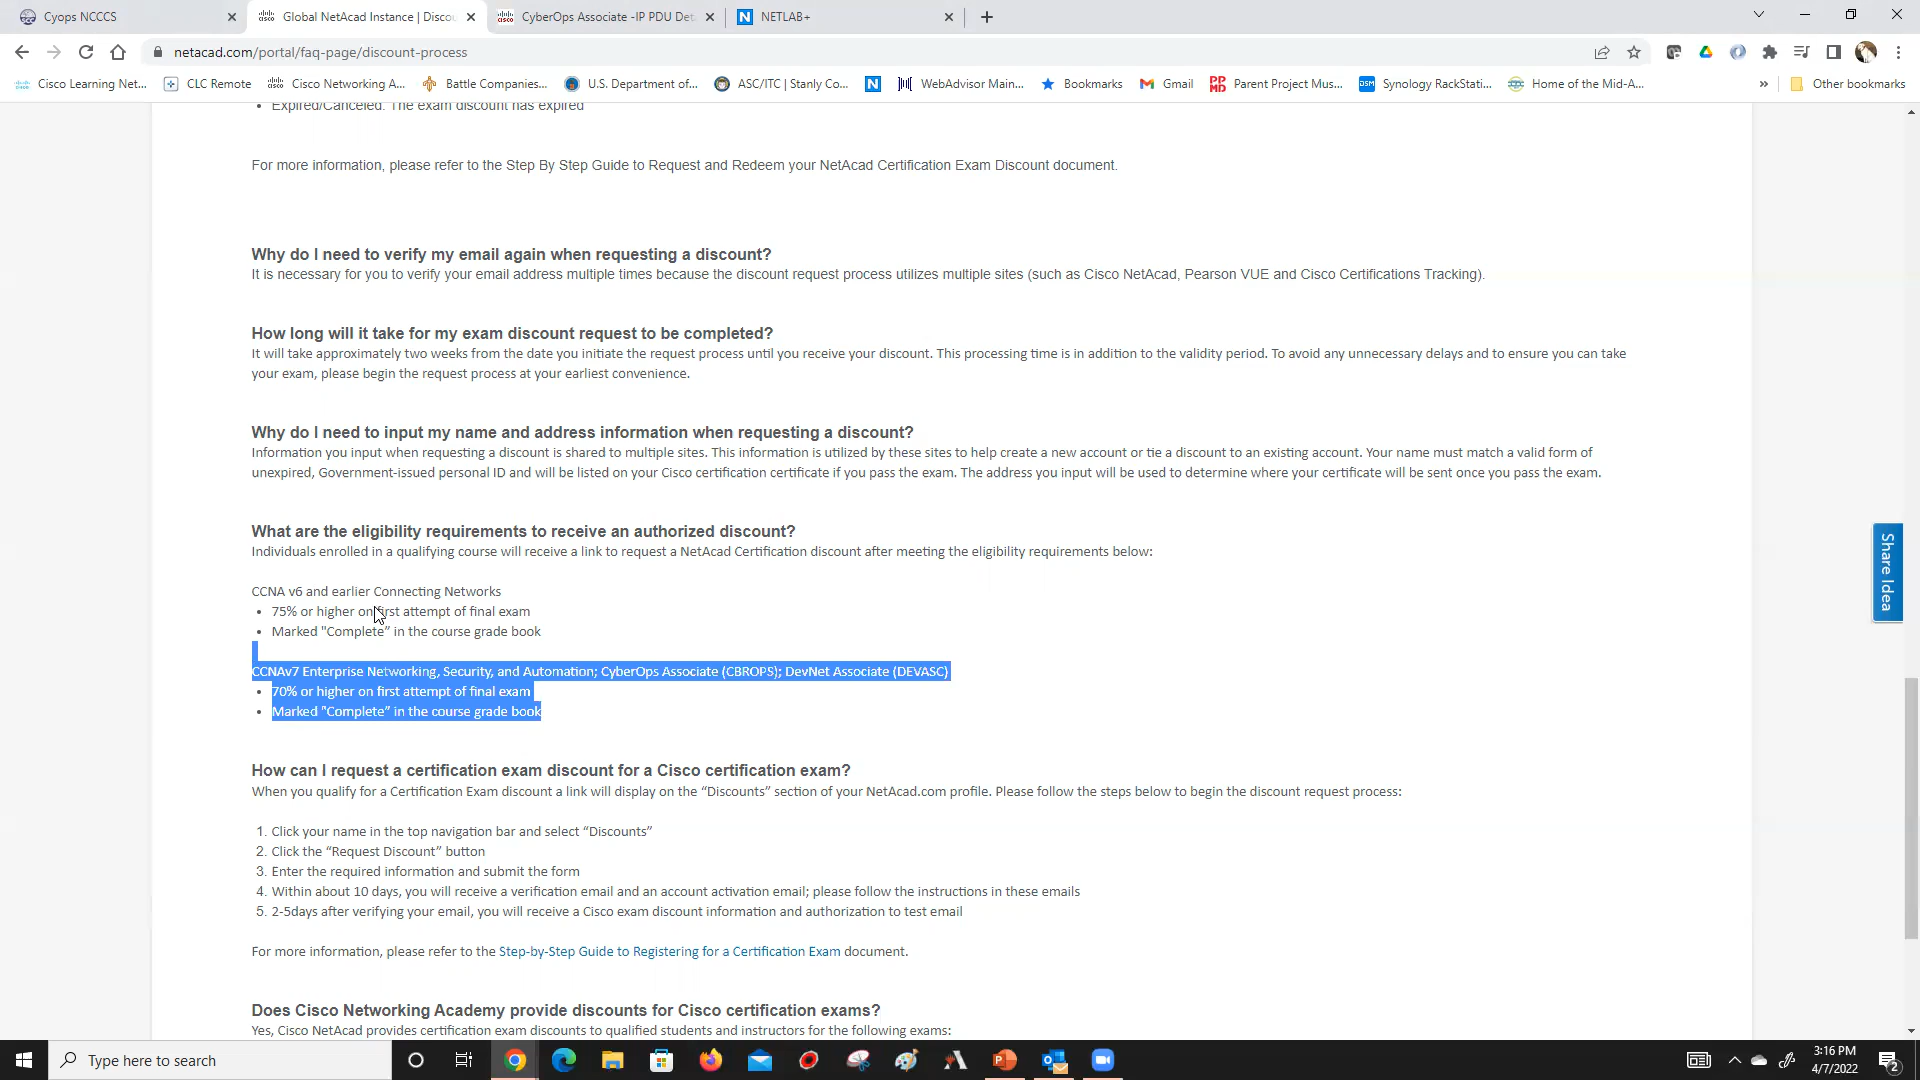 Cyops NCCCS
Global NetAcad Instance | Discou
CyberOps Associate -IP PDU Det
NETLAB+
netacad.com/portal/faq-page/discount-process
Cisco Learning Net...
CLC Remote
Cisco Networking A...
Battle Companies...
U.S. Department of...
ASC/ITC | Stanly Co...
WebAdvisor Main...
Bookmarks
Gmail
Parent Project Mus...
Synology RackStati...
Home of the Mid-A...
»
Other bookmarks
• Expired/Canceled: The exam discount has expired
For more information, please refer to the Step By Step Guide to Request and Redeem your NetAcad Certification Exam Discount document.
Why do I need to verify my email again when requesting a discount?
It is necessary for you to verify your email address multiple times because the discount request process utilizes multiple sites (such as Cisco NetAcad, Pearson VUE and Cisco Certifications Tracking).
How long will it take for my exam discount request to be completed?
It will take approximately two weeks from the date you initiate the request process until you receive your discount. This processing time is in addition to the validity period. To avoid any unnecessary delays and to ensure you can take
your exam, please begin the request process at your earliest convenience.
Why do I need to input my name and address information when requesting a discount?
Information you input when requesting a discount is shared to multiple sites. This information is utilized by these sites to help create a new account or tie a discount to an existing account. Your name must match a valid form of
unexpired, Government-issued personal ID and will be listed on your Cisco certification certificate if you pass the exam. The address you input will be used to determine where your certificate will be sent once you pass the exam.
What are the eligibility requirements to receive an authorized discount?
Individuals enrolled in a qualifying course will receive a link to request a NetAcad Certification discount after meeting the eligibility requirements below:
CCNA v6 and earlier Connecting Networks
• 75% or higher on first attempt of final exam
• Marked "Complete” in the course grade book
CCNAv7 Enterprise Networking, Security, and Automation; CyberOps Associate (CBROPS); DevNet Associate (DEVASC)
• 70% or higher on first attempt of final exam
• Marked "Complete” in the course grade book
How can I request a certification exam discount for a Cisco certification exam?
When you qualify for a Certification Exam discount a link will display on the “Discounts” section of your NetAcad.com profile. Please follow the steps below to begin the discount request process:
1. Click your name in the top navigation bar and select “Discounts”
2. Click the “Request Discount” button
3. Enter the required information and submit the form
4. Within about 10 days, you will receive a verification email and an account activation email; please follow the instructions in these emails
5. 2-5days after verifying your email, you will receive a Cisco exam discount information and authorization to test email
For more information, please refer to the Step-by-Step Guide to Registering for a Certification Exam document.
Does Cisco Networking Academy provide discounts for Cisco certification exams?
Yes, Cisco NetAcad provides certification exam discounts to qualified students and instructors for the following exams:
Share Idea
Type here to search
3:16 PM
4/7/2022
2